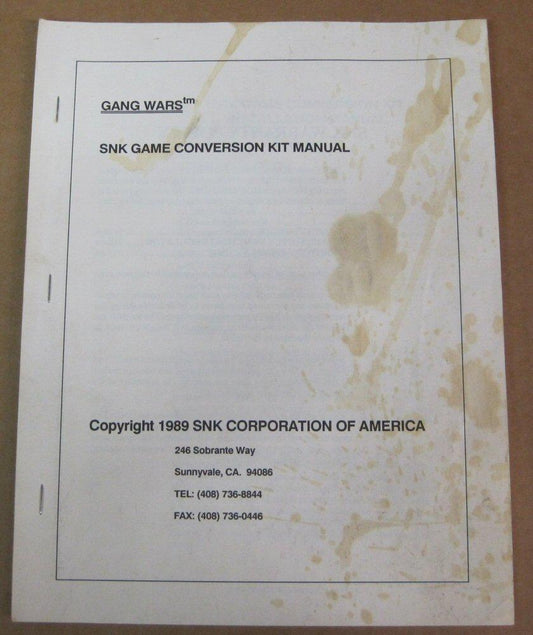 GANG WARS™
SNK GAME CONVERSION KIT MANUAL
Copyright 1989 SNK CORPORATION OF AMERICA
246 Sobrante Way
Sunnyvale, CA. 94086
TEL: (408) 736-8844
FAX: (408) 736-0446